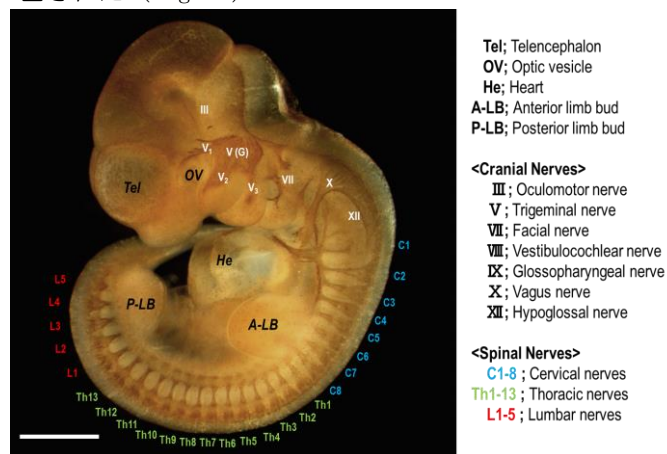 III
V1
V (G)
OV
V2
V3
VII
X
XII
Tel
He
P-LB
A-LB
C1
C2
C3
C4
C5
C6
C7
C8
Th1
Th2
Th3
Th4
Th5
Th6
Th7
Th8
Th9
Th10
Th11
Th12
Th13
L1
L2
L3
L4
L5
Tel; Telencephalon
OV; Optic vesicle
He; Heart
A-LB; Anterior limb bud
P-LB; Posterior limb bud
<Cranial Nerves>
Ⅲ ; Oculomotor nerve
Ⅴ ; Trigeminal nerve
Ⅶ ; Facial nerve
Ⅷ ; Vestibulocochlear nerve
Ⅸ ; Glossopharyngeal nerve
Ⅹ ; Vagus nerve
Ⅻ ; Hypoglossal nerve
<Spinal Nerves>
C1-8 ; Cervical nerves
Th1-13 ; Thoracic nerves
L1-5 ; Lumbar nerves